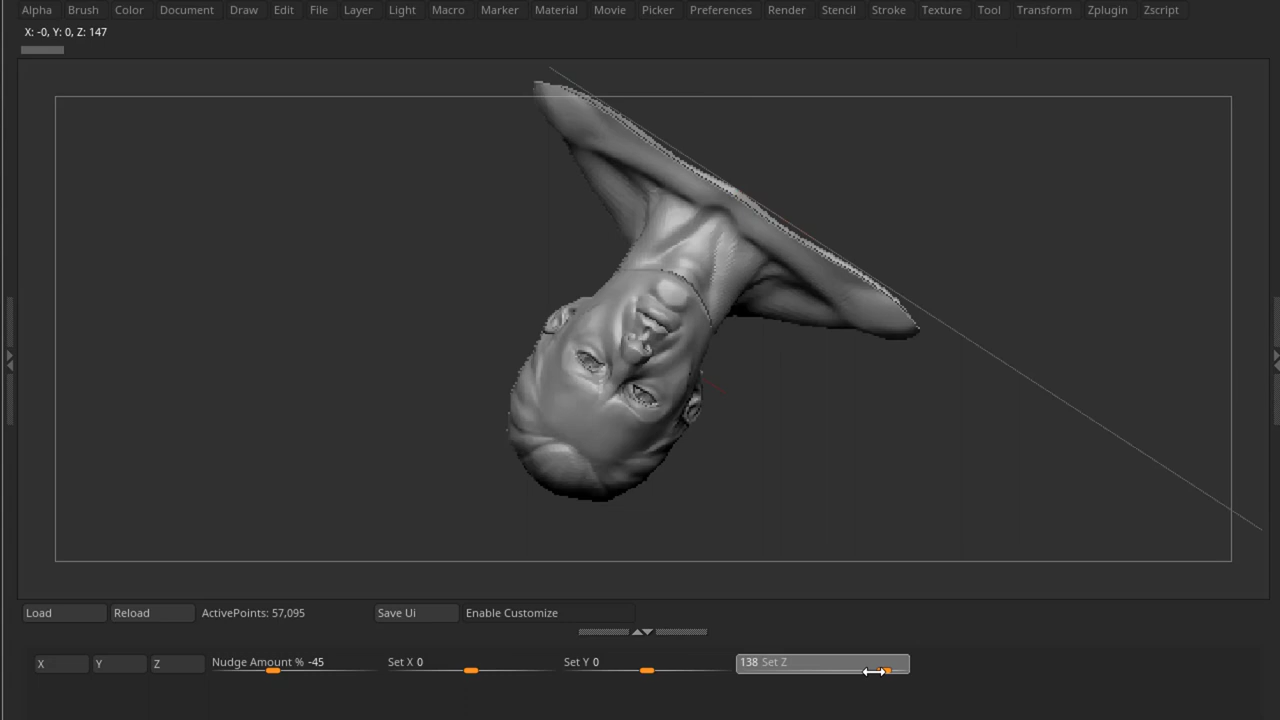 Alpha Brush Color Document Draw Edit File Layer Light Macro Marker Material Movie Picker Preferences Render Stencil Stroke Texture Tool Transform Zplugin Zscript
X: -0, Y: 0, Z: 147
Load Reload ActivePoints: 57,095 Save Ui Enable Customize
X Y Z Nudge Amount % -45 Set X 0 Set Y 0 138 Set Z